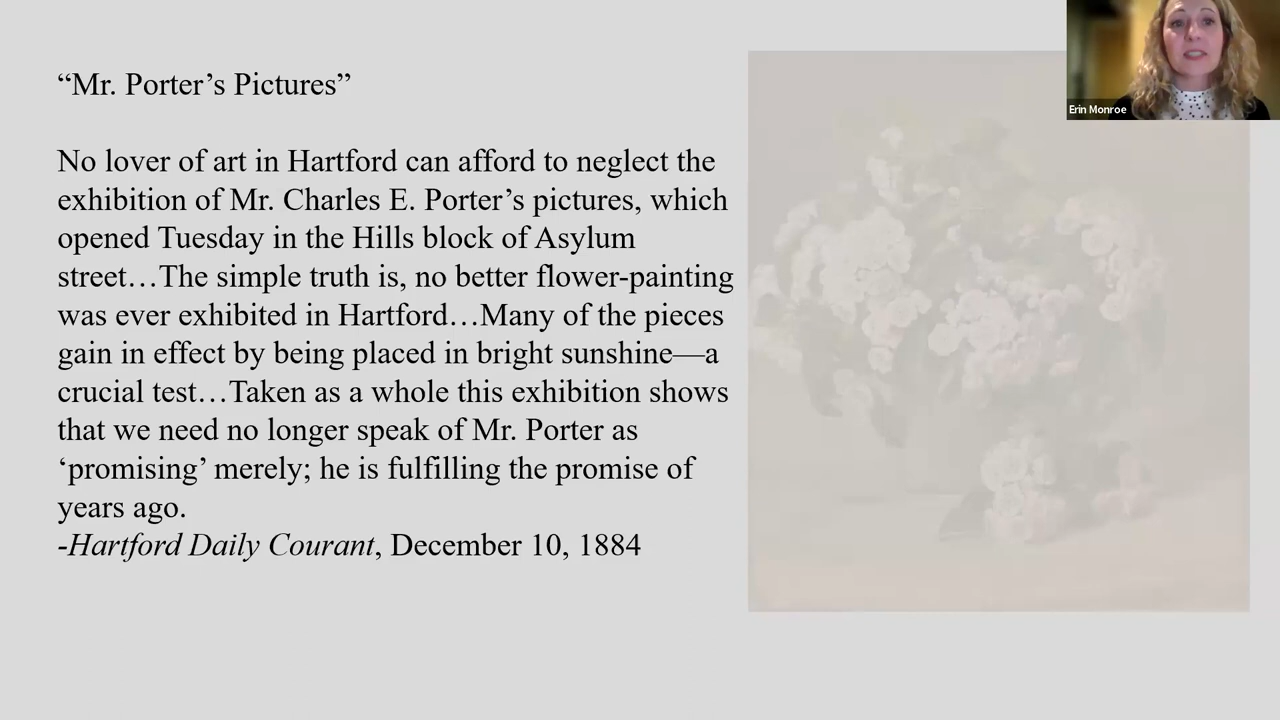 “Mr. Porter’s Pictures”
No lover of art in Hartford can afford to neglect the
exhibition of Mr. Charles E. Porter’s pictures, which
opened Tuesday in the Hills block of Asylum
street…The simple truth is, no better flower-painting
was ever exhibited in Hartford…Many of the pieces
gain in effect by being placed in bright sunshine—a
crucial test…Taken as a whole this exhibition shows
that we need no longer speak of Mr. Porter as
‘promising’ merely; he is fulfilling the promise of
years ago.
-Hartford Daily Courant, December 10, 1884
Erin Monroe